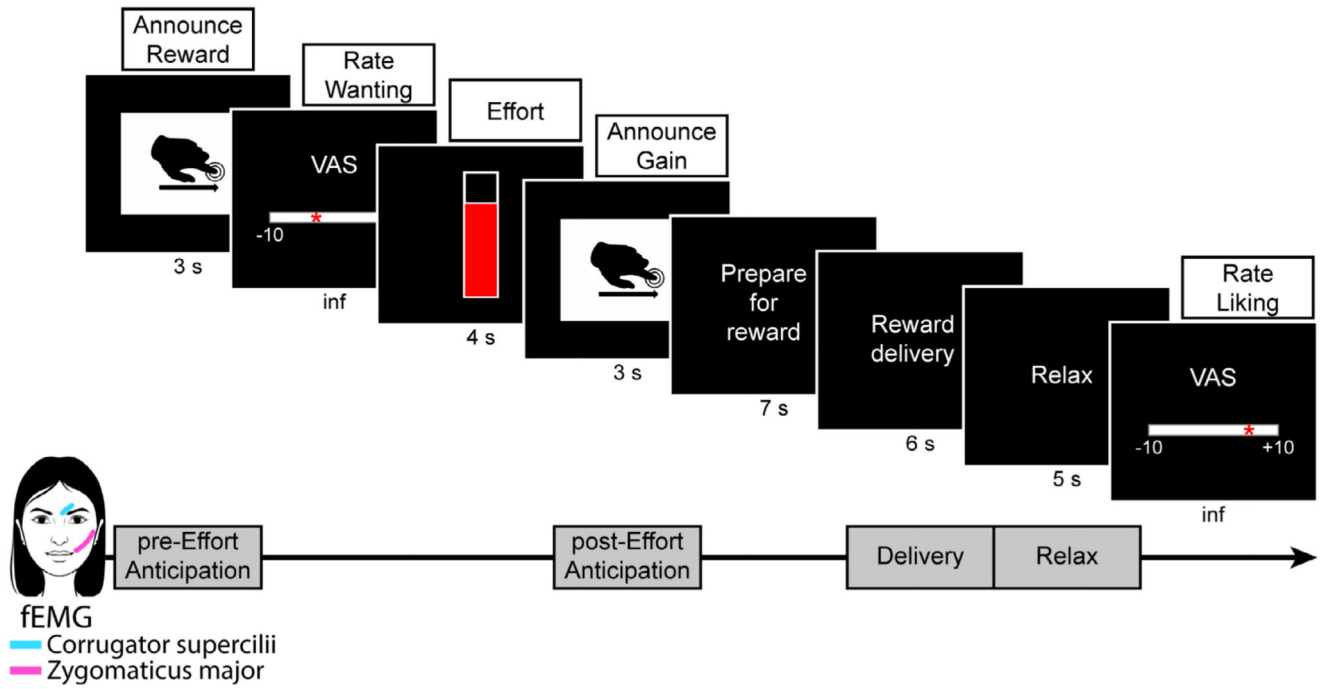 Announce
Reward
3 s
Rate
Wanting
VAS
*
-10
inf
Effort
4 s
Announce
Gain
3 s
Prepare
for
reward
7 s
Reward
delivery
6 s
Relax
5 s
Rate
Liking
VAS
*
-10 +10
inf
pre-Effort
Anticipation
post-Effort
Anticipation
Delivery
Relax
fEMG
Corrugator supercilii
Zygomaticus major